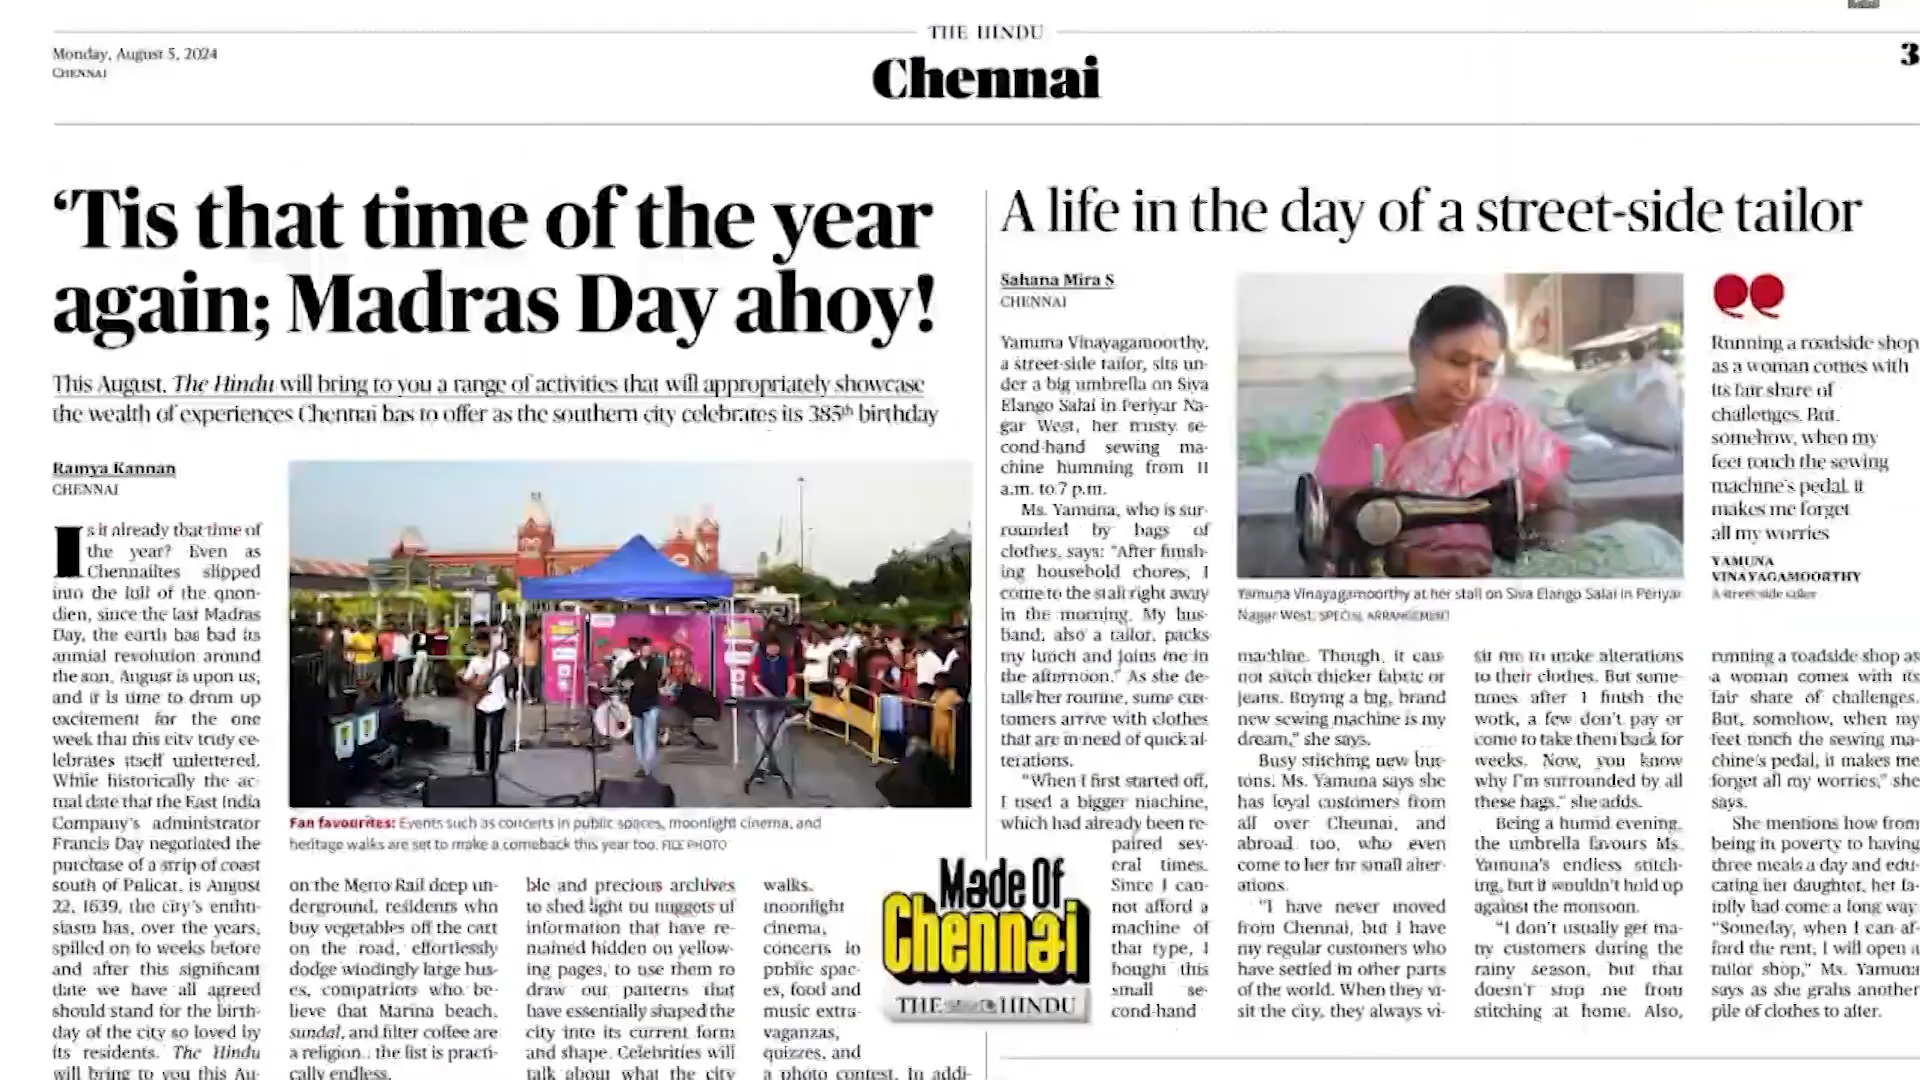 THE HINDU
Monday, August 5, 2024
CHENNAI
Chennai
3
‘Tis that time of the year
again; Madras Day ahoy!
This August, The Hindu will bring to you a range of activities that will appropriately showcase
the wealth of experiences Chennai has to offer as the southern city celebrates its 385th birthday
Ramya Kannan
CHENNAI
Is it already that time of
the year? Even as
Chennaiites slipped
into the loll of the quon-
dien, since the last Madras
Day, the earth has had its
annual revolution around
the son, August is upon us;
and it is time to drum up
excitement for the one
week that this city truly ce-
lebrates itself unfettered.
While historically the ac-
tual date that the East India
Company's administrator
Francis Day negotiated the
purchase of a strip of coast
south of Pulicat, is August
22, 1639, the city's enthu-
siasm has, over the years,
spilled on to weeks before
and after this significant
date we have all agreed
should stand for the birth-
day of the city so loved by
its residents. The Hindu
will bring to you this Au-
Fan favourites: Events such as concerts in public spaces, moonlight cinema, and
heritage walks are set to make a comeback this year too. FILE PHOTO
on the Metro Rail deep un-
derground, residents who
buy vegetables off the cart
on the road, effortlessly
dodge windingly large bus-
es, compatriots who be-
lieve that Marina beach,
sundal, and filter coffee are
a religion.. the list is practi-
cally endless.
ble and precious archives
to shed light on nuggets of
information that have re-
mained hidden on yellow-
ing pages, to use them to
draw out patterns that
have essentially shaped the
city into its current form
and shape. Celebrities will
talk about what the city
walks,
moonlight
cinema,
concerts in
public spac-
es, food and
music extra-
vaganzas,
quizzes, and
a photo contest. In addi-
Made Of
Chennai
THE HINDU
A life in the day of a street-side tailor
Sahana Mira S
CHENNAI
Yamuna Vinayagamoorthy,
a street-side tailor, sits un-
der a big umbrella on Siva
Elango Salai in Periyar Na-
gar West, her rusty se-
cond-hand sewing ma-
chine humming from 11
a.m. to 7 p.m.
Ms. Yamuna, who is sur-
rounded by bags of
clothes, says: "After finish-
ing household chores, I
come to the stall right away
in the morning. My hus-
band, also a tailor, packs
my lunch and joins me in
the afternoon." As she de-
tails her routine, some cus-
tomers arrive with clothes
that are in need of quick al-
terations.
"When I first started off,
I used a bigger machine,
which had already been re-
paired sev-
eral times.
Since I can-
not afford a
machine of
that type, I
bought this
small se-
cond-hand
Yamuna Vinayagamoorthy at her stall on Siva Elango Salai in Periyar
Nagar West. SPECIAL ARRANGEMENT
machine. Though, it can
not stitch thicker fabric or
jeans. Buying a big, brand
new sewing machine is my
dream," she says.
Busy stitching new but-
tons, Ms. Yamuna says she
has loyal customers from
all over Chennai, and
abroad too, who even
come to her for small alter-
ations.
"I have never moved
from Chennai, but I have
my regular customers who
have settled in other parts
of the world. When they vi-
sit the city, they always vi-
sit me to make alterations
to their clothes. But some-
times after I finish the
work, a few don't pay or
come to take them back for
weeks. Now, you know
why I'm surrounded by all
these bags," she adds.
Being a humid evening,
the umbrella favours Ms.
Yamuna's endless stitch-
ing, but it wouldn't hold up
against the monsoon.
"I don't usually get ma-
ny customers during the
rainy season, but that
doesn't stop me from
stitching at home. Also,
Running a roadside shop
as a woman comes with
its fair share of
challenges. But,
somehow, when my
feet touch the sewing
machine's pedal, it
makes me forget
all my worries
YAMUNA
VINAYAGAMOORTHY
A street-side tailor
running a roadside shop as
a woman comes with its
fair share of challenges.
But, somehow, when my
feet touch the sewing ma-
chine's pedal, it makes me
forget all my worries," she
says.
She mentions how from
being in poverty to having
three meals a day and edu-
cating her daughter, her fa-
mily had come a long way.
"Someday, when I can af-
ford the rent, I will open a
tailor shop," Ms. Yamuna
says as she grabs another
pile of clothes to alter.